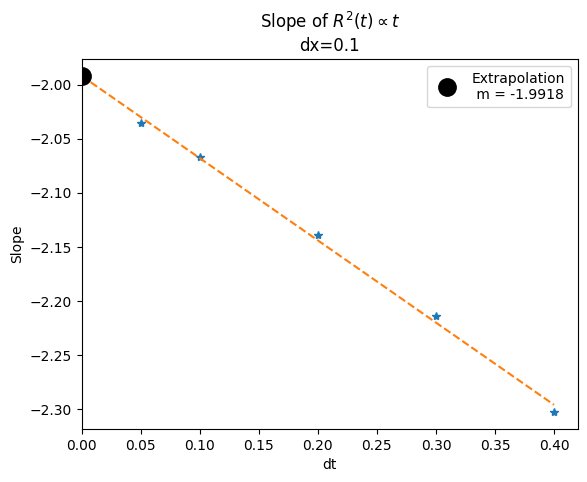 Slope of R²(t) ∝ t
dx=0.1
Extrapolation
m = -1.9918
−2.00
−2.05
−2.10
−2.15
−2.20
−2.25
−2.30
Slope
0.00 0.05 0.10 0.15 0.20 0.25 0.30 0.35 0.40
dt